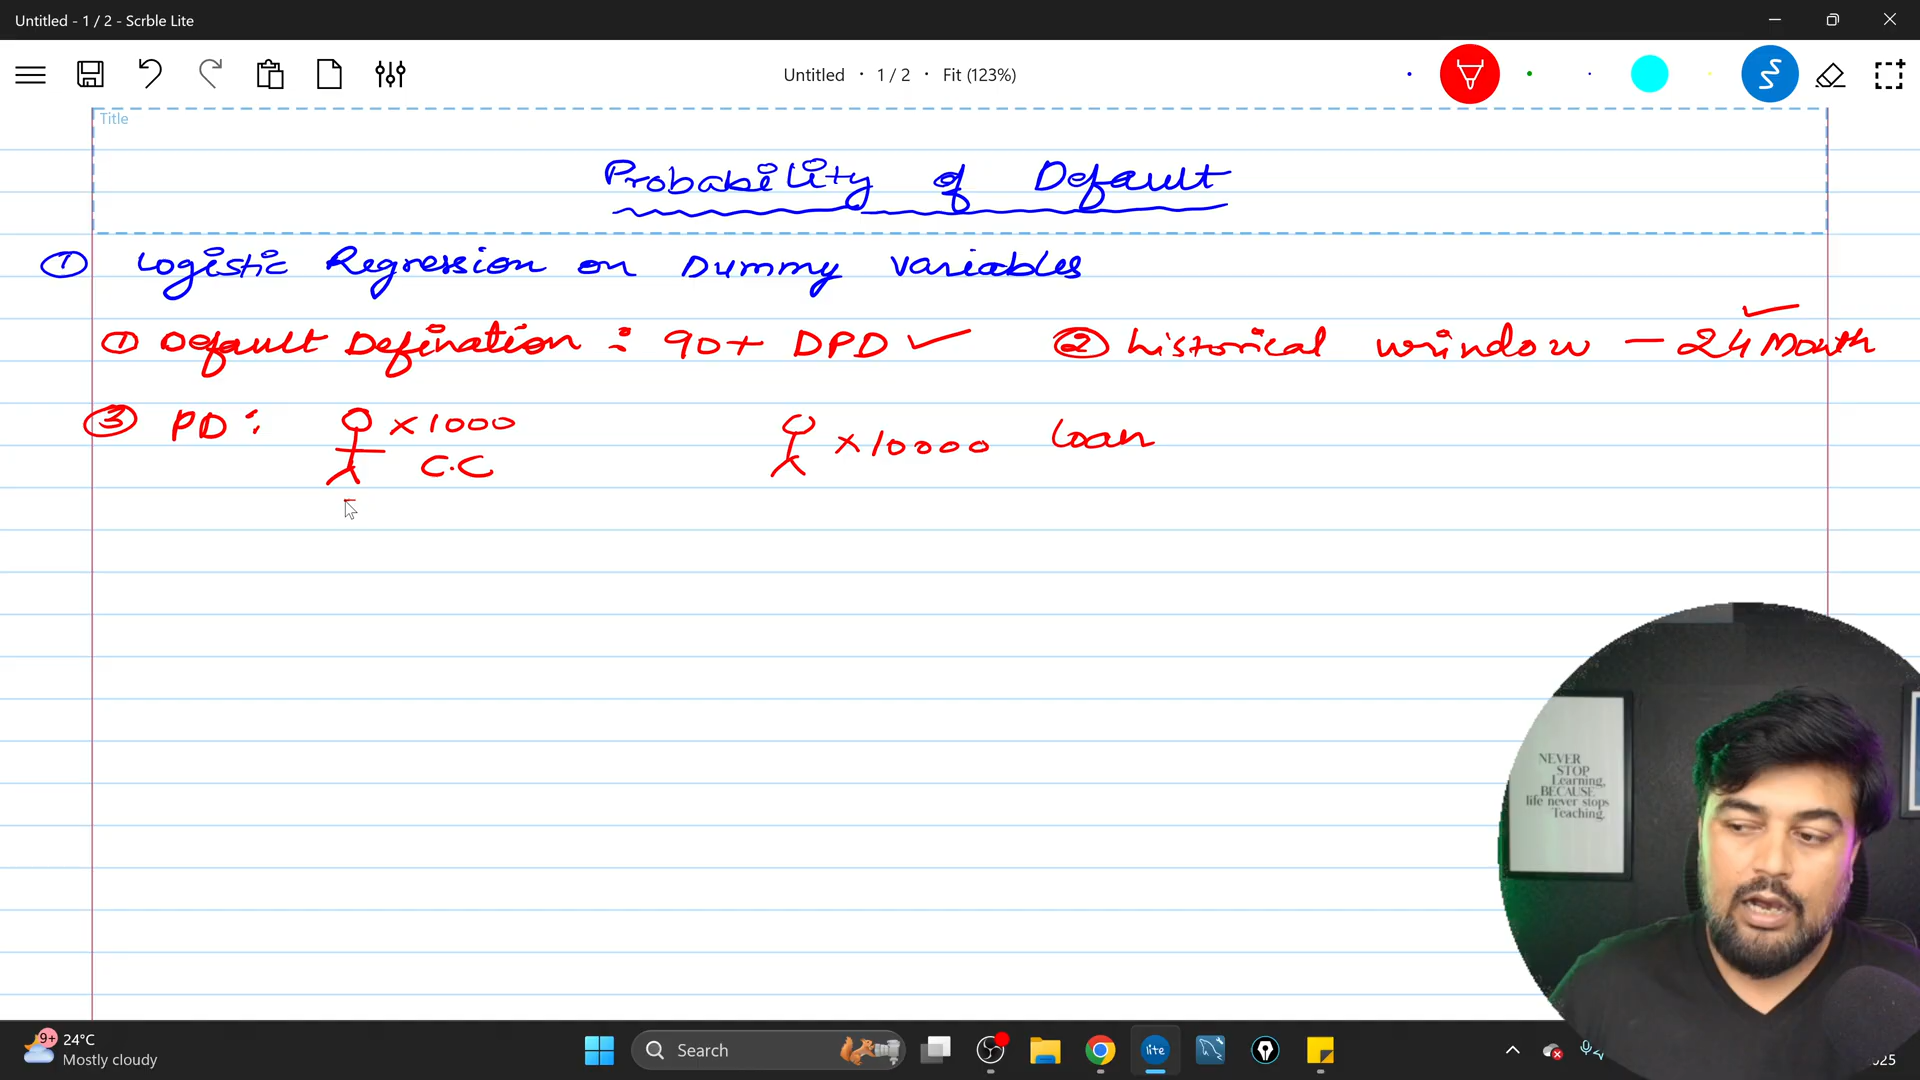 Untitled - 1 / 2 - Scrble Lite
Untitled • 1 / 2 • Fit (123%)
Title
Probability of Default
① Logistic Regression on Dummy Variables
① Default Defination : 90+ DPD ✓ ② historical window - 24 Month
③ PD: x 1000 x 10000 Loan
C.C
NEVER
STOP
Learning,
BECAUSE
life never stops
Teaching.
9+ 24°C
Mostly cloudy
Search
lite